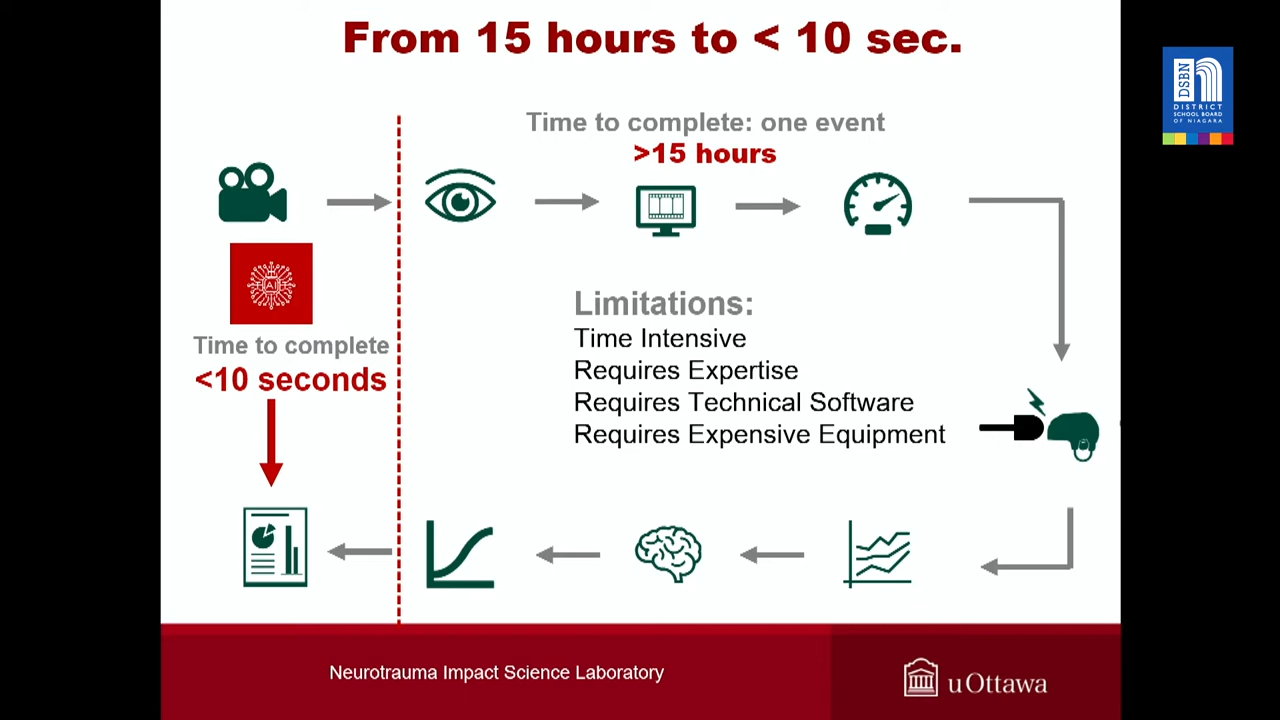 From 15 hours to < 10 sec.
DSBN
DISTRICT
SCHOOL BOARD
OF NIAGARA
Time to complete: one event
>15 hours
AI
Time to complete
<10 seconds
Limitations:
Time Intensive
Requires Expertise
Requires Technical Software
Requires Expensive Equipment
Neurotrauma Impact Science Laboratory
uOttawa